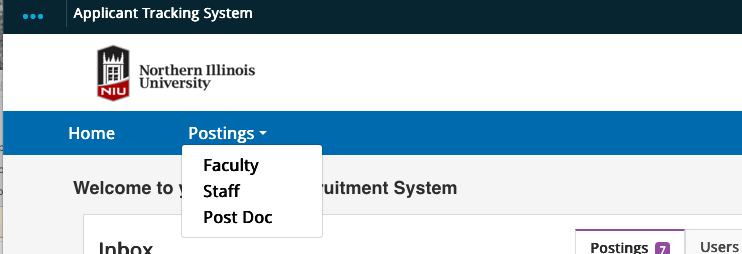 Applicant Tracking System
NIU
Northern Illinois
University
Home Postings
Faculty
Staff
Post Doc
Welcome to ruitment System
Inbox
Postings 7 Users